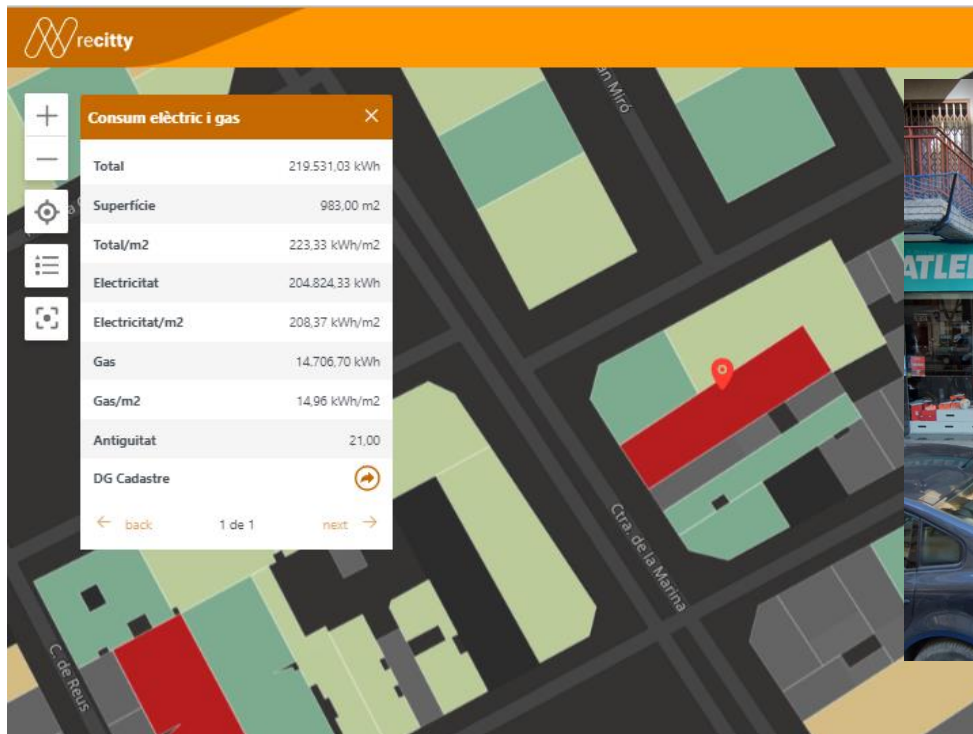 recitty
Consum elèctric i gas
Total 219.531,03 kWh
Superfície 983,00 m2
Total/m2 223,33 kWh/m2
Electricitat 204.824,33 kWh
Electricitat/m2 208,37 kWh/m2
Gas 14.706,70 kWh
Gas/m2 14,96 kWh/m2
Antiguitat 21,00
DG Cadastre
back 1 de 1 next
an Miró
Ctra. de la Marina
C. de Reus
ATLE